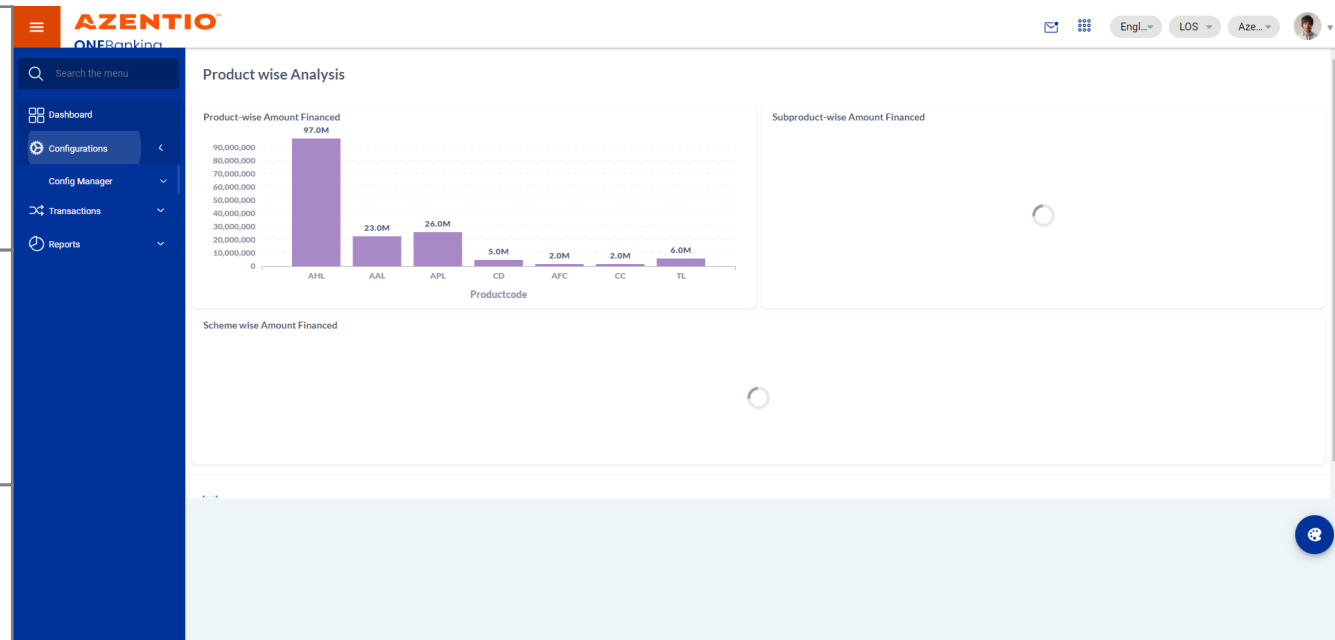 AZENTIO
ONEBanking
Engl...
LOS
Aze...
Search the menu
Dashboard
Configurations
Config Manager
Transactions
Reports
Product wise Analysis
Product-wise Amount Financed
97.0M
90,000,000
80,000,000
70,000,000
60,000,000
50,000,000
40,000,000
30,000,000
20,000,000
10,000,000
0
23.0M
26.0M
5.0M
2.0M
2.0M
6.0M
AHL AAL APL CD AFC CC TL
Productcode
Subproduct-wise Amount Financed
Scheme wise Amount Financed